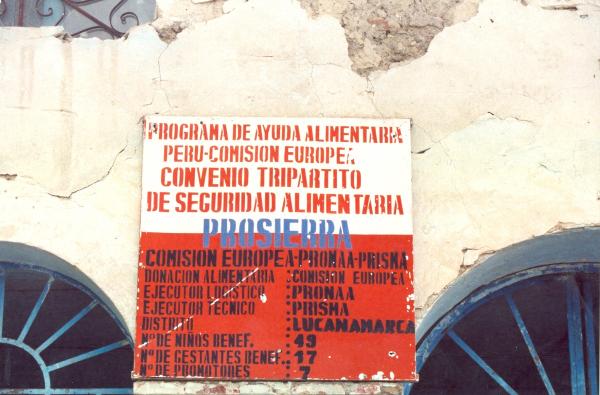 PROGRAMA DE AYUDA ALIMENTARIA
PERU-COMISION EUROPEA
CONVENIO TRIPARTITO
DE SEGURIDAD ALIMENTARIA
PROSIERRA
COMISION EUROPEA-PRONAA-PRISMA
DONACION ALIMENTARIA : COMISION EUROPEA
EJECUTOR LOGISTICO : PRONAA
EJECUTOR TECNICO : PRISMA
DISTRITO : LUCANAMARCA
Nº DE NIÑOS BENEF. : 49
Nº DE GESTANTES BENEF. : 17
Nº DE PROMOTORES : 7